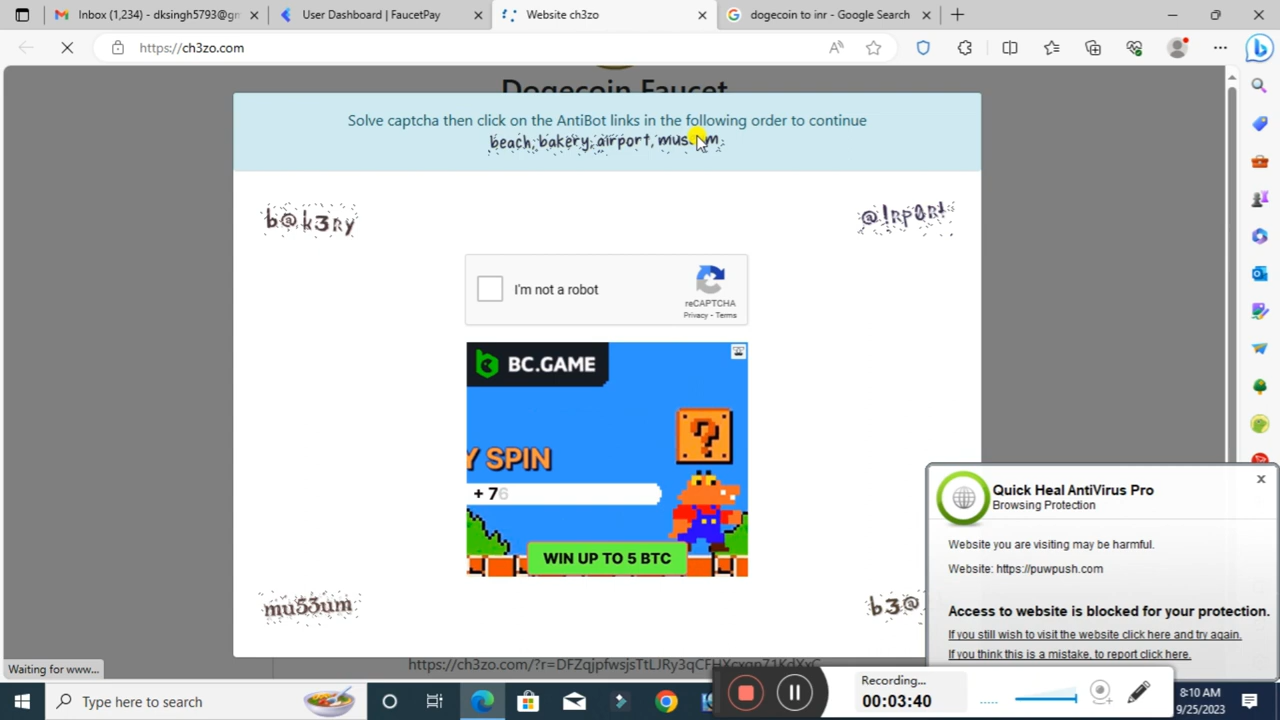 Inbox (1,234) - dksingh5793@gm
User Dashboard | FaucetPay
Website ch3zo
dogecoin to inr - Google Search
https://ch3zo.com
Dogecoin Faucet
Solve captcha then click on the AntiBot links in the following order to continue
beach, bakery, airport,
b@k3Ry
@!Rp0Rt
I'm not a robot
reCAPTCHA
Privacy - Terms
BC.GAME
Y SPIN
+ 76
?
WIN UP TO 5 BTC
mu53um
b3@
Quick Heal AntiVirus Pro
Browsing Protection
Website you are visiting may be harmful.
Website: https://puwpush.com
Access to website is blocked for your protection.
If you still wish to visit the website click here and try again.
If you think this is a mistake, to report click here.
Waiting for www...
Recording...
00:03:40
Type here to search
8:10 AM
9/25/2023